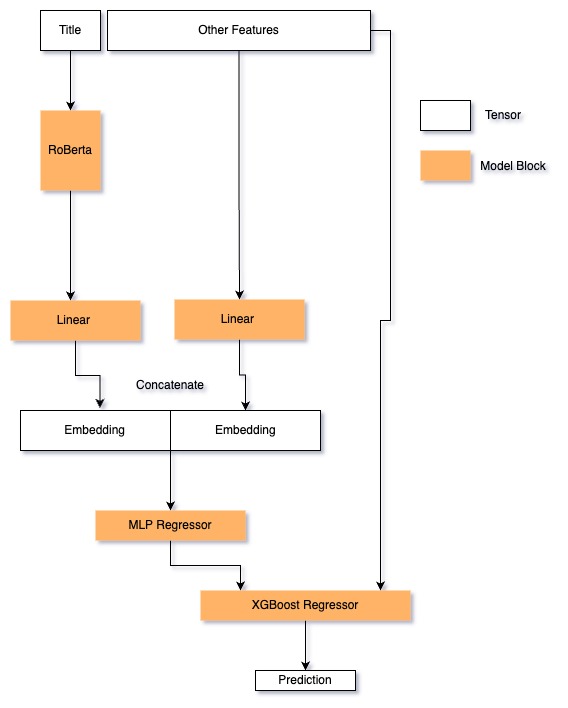 Title
Other Features
Tensor
RoBerta
Model Block
Linear
Linear
Concatenate
Embedding
Embedding
MLP Regressor
XGBoost Regressor
Prediction